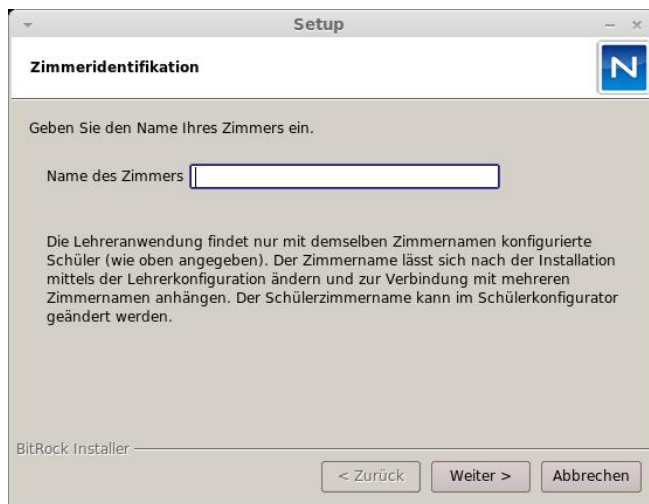 Setup
Zimmeridentifikation
N
Geben Sie den Name Ihres Zimmers ein.
Name des Zimmers
Die Lehreranwendung findet nur mit demselben Zimmernamen konfigurierte
Schüler (wie oben angegeben). Der Zimmername lässt sich nach der Installation
mittels der Lehrerkonfiguration ändern und zur Verbindung mit mehreren
Zimmernamen anhängen. Der Schülerzimmername kann im Schülerkonfigurator
geändert werden.
BitRock Installer
< Zurück Weiter > Abbrechen